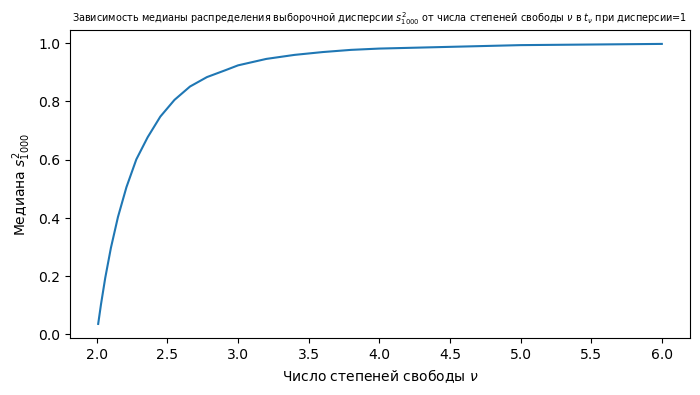 Зависимость медианы распределения выборочной дисперсии $s^2_{1000}$ от числа степеней свободы $\nu$ в $t_\nu$ при дисперсии=1
1.0
0.8
0.6
0.4
0.2
0.0
Медиана $s^2_{1000}$
2.0 2.5 3.0 3.5 4.0 4.5 5.0 5.5 6.0
Число степеней свободы $\nu$